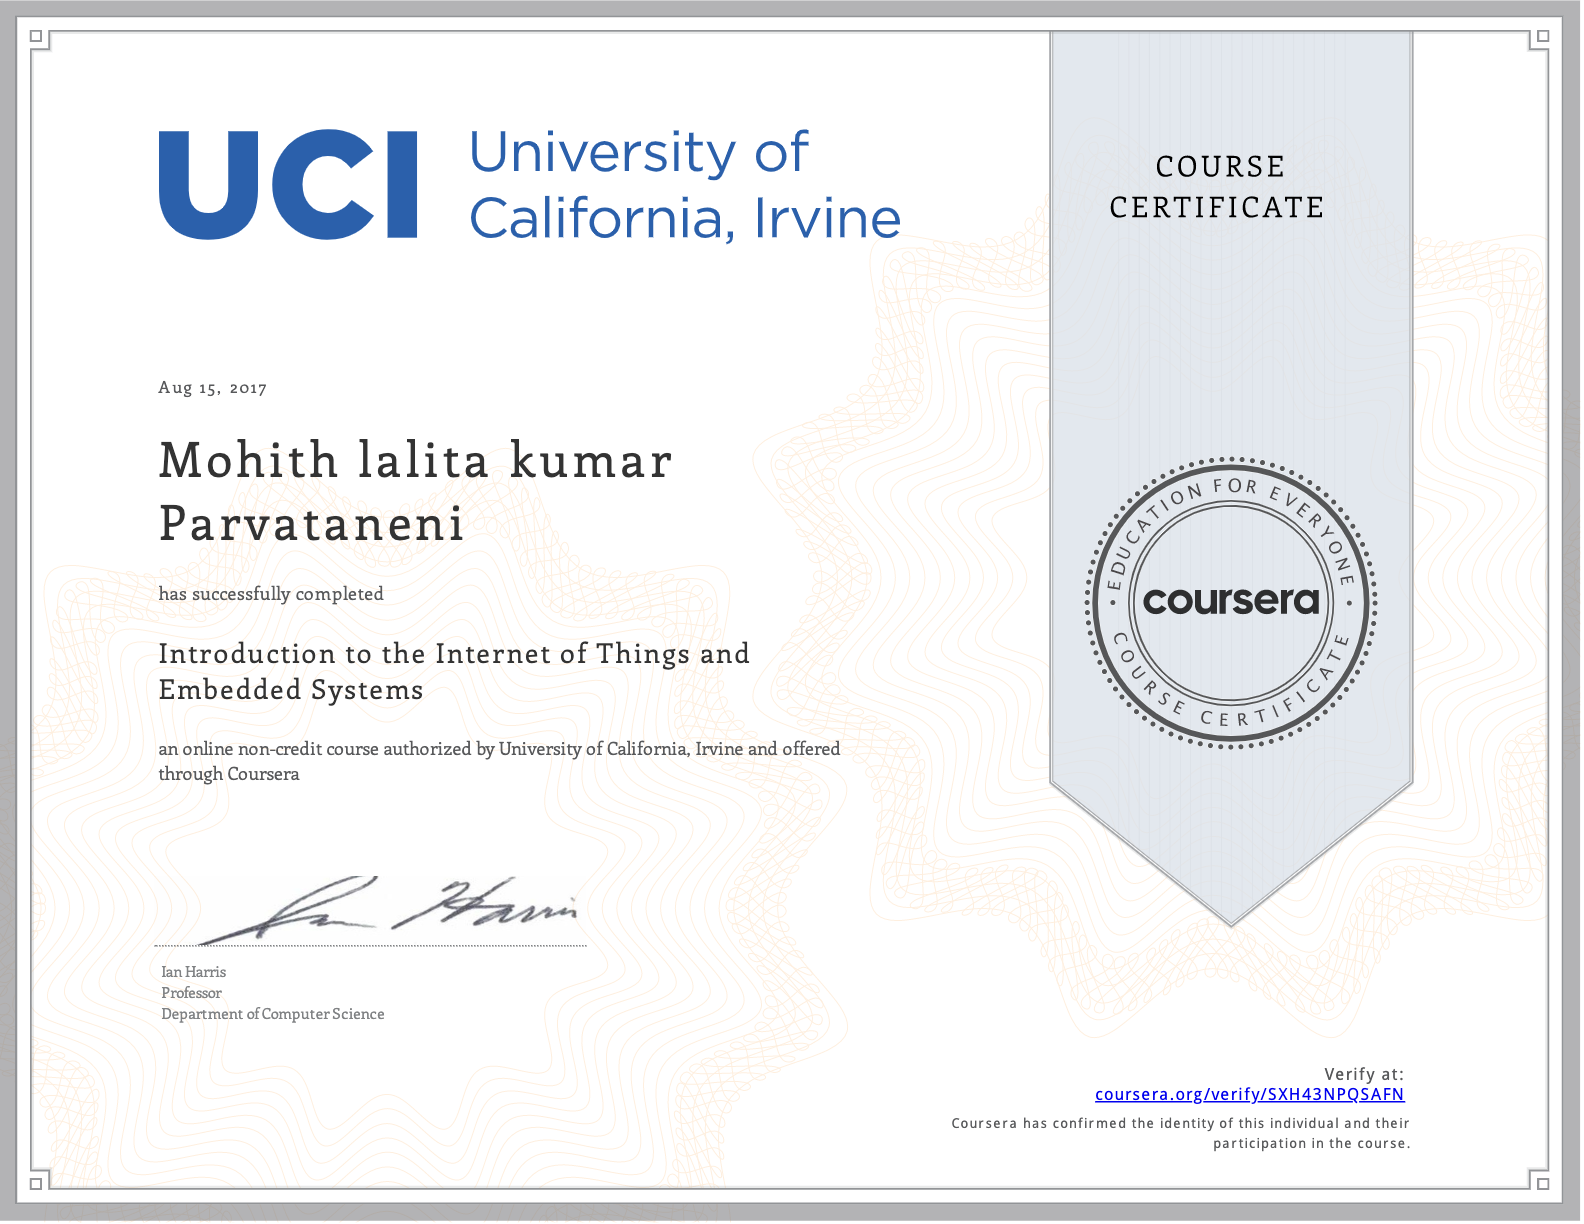 UCI
University of
California, Irvine
COURSE
CERTIFICATE
Aug 15, 2017
Mohith lalita kumar
Parvataneni
has successfully completed
Introduction to the Internet of Things and
Embedded Systems
an online non-credit course authorized by University of California, Irvine and offered
through Coursera
EDUCATION FOR EVERYONE
coursera
COURSE CERTIFICATE
Ian Harris
Ian Harris
Professor
Department of Computer Science
Verify at:
coursera.org/verify/SXH43NPQSAFN
Coursera has confirmed the identity of this individual and their
participation in the course.